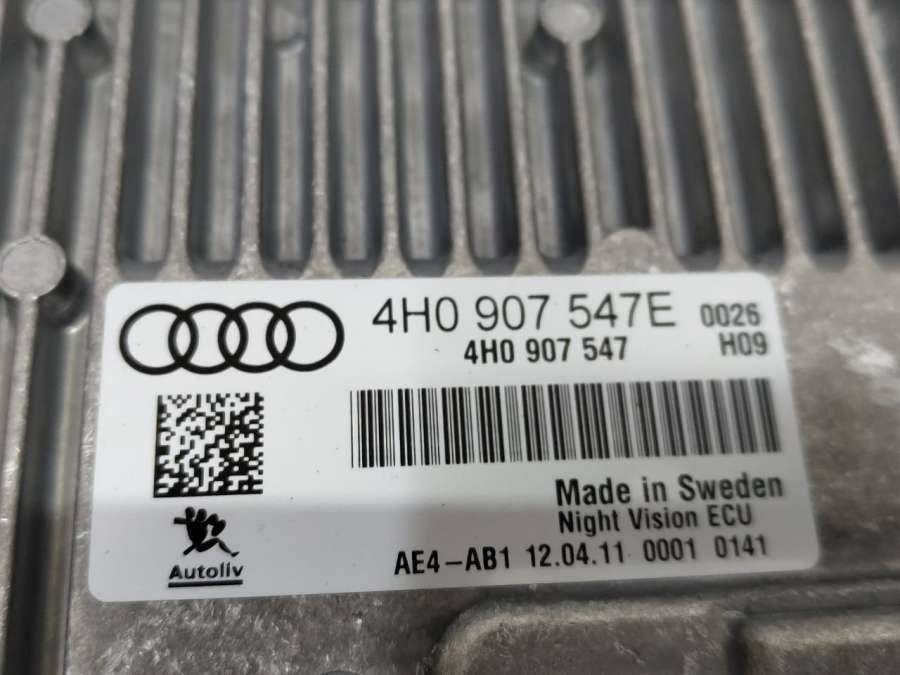 4H0 907 547E 0026
4H0 907 547 H09
Made in Sweden
Night Vision ECU
Autoliv
AE4-AB1 12.04.11 0001 0141